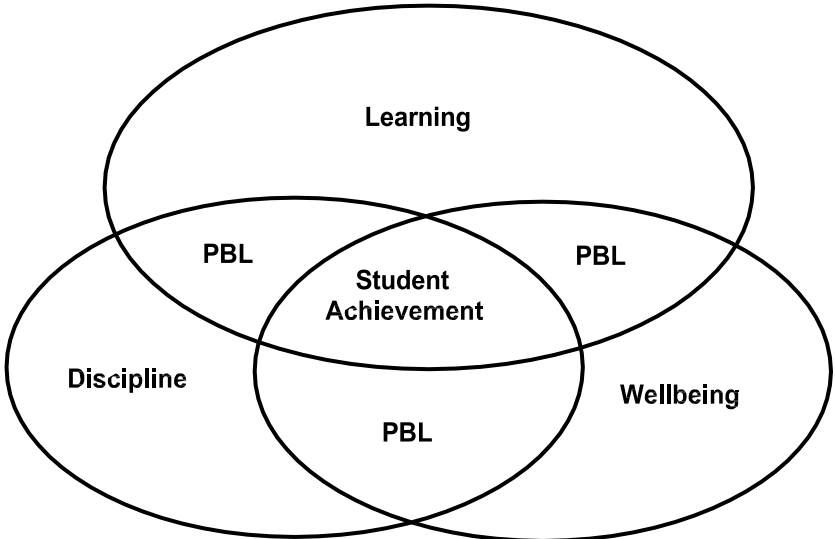 Learning
PBL
PBL
Student
Achievement
Discipline
Wellbeing
PBL